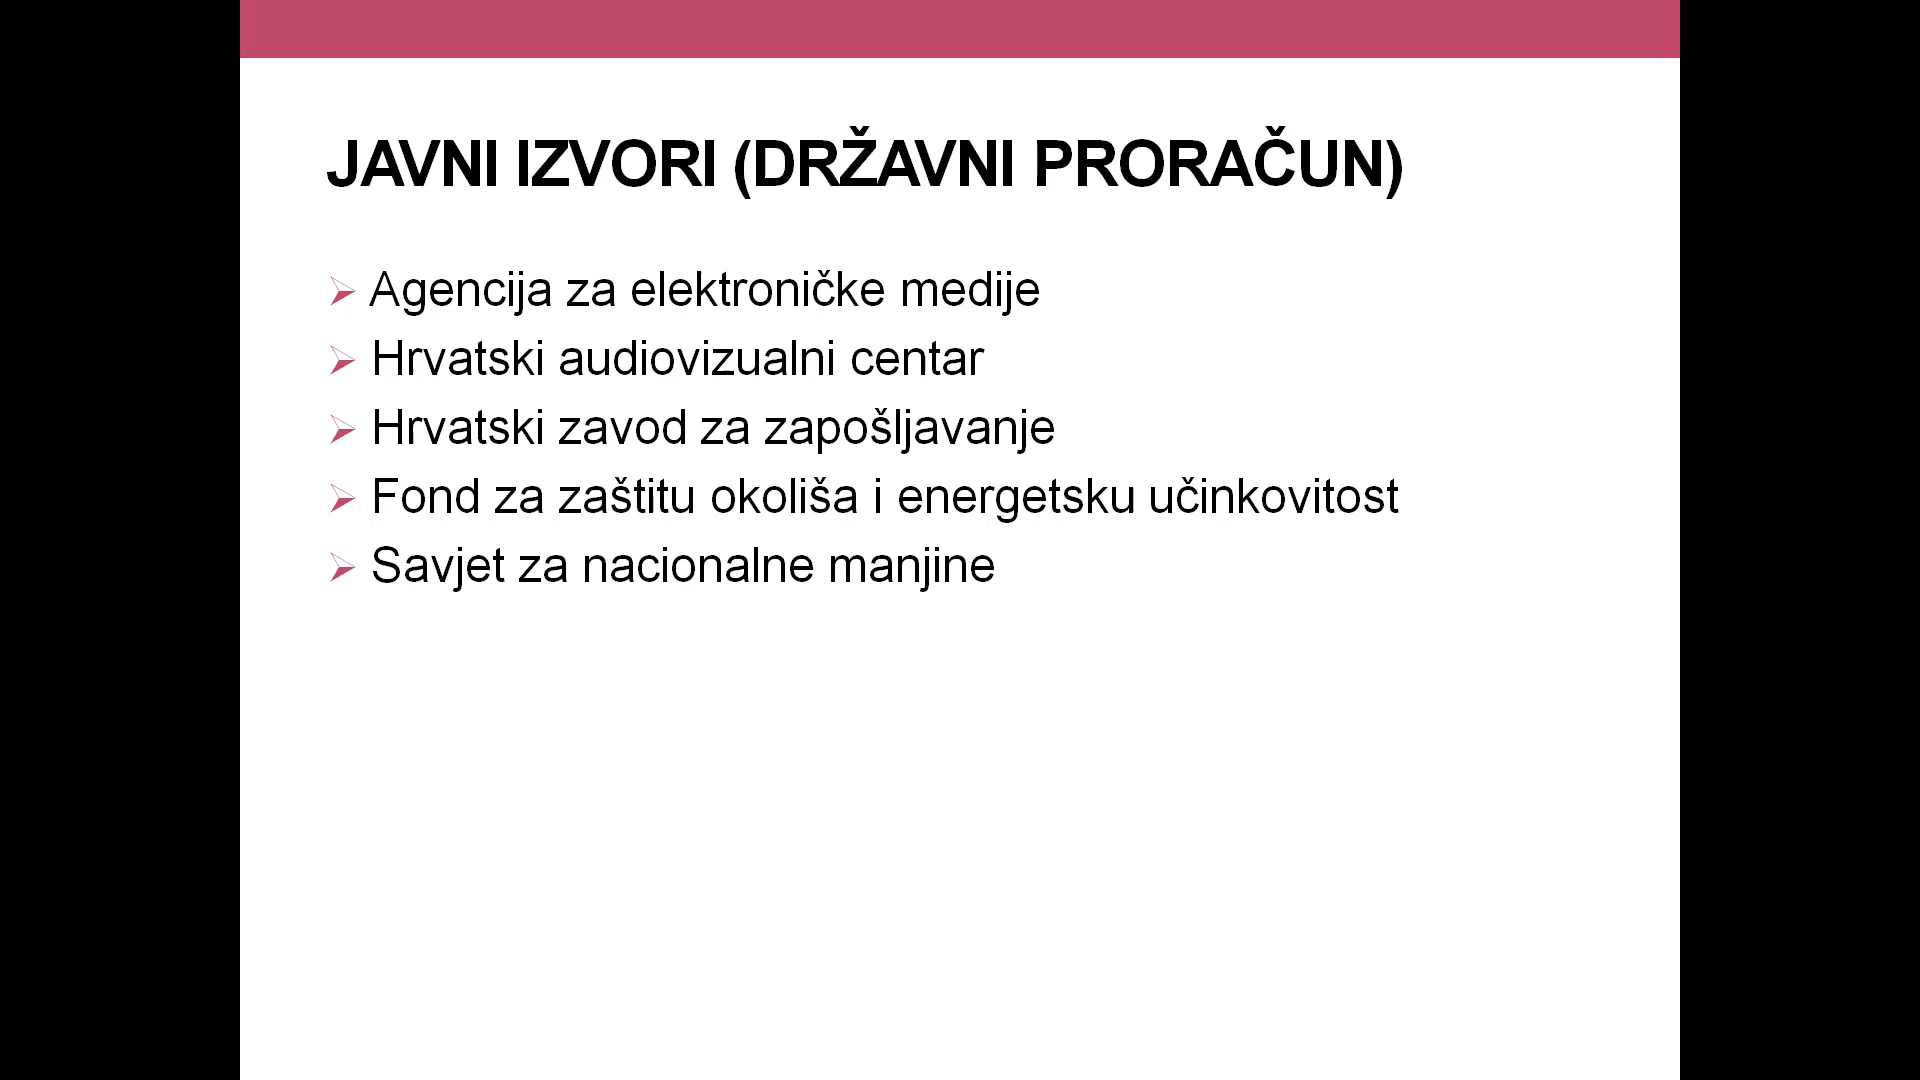 JAVNI IZVORI (DRŽAVNI PRORAČUN)
Agencija za elektroničke medije
Hrvatski audiovizualni centar
Hrvatski zavod za zapošljavanje
Fond za zaštitu okoliša i energetsku učinkovitost
Savjet za nacionalne manjine